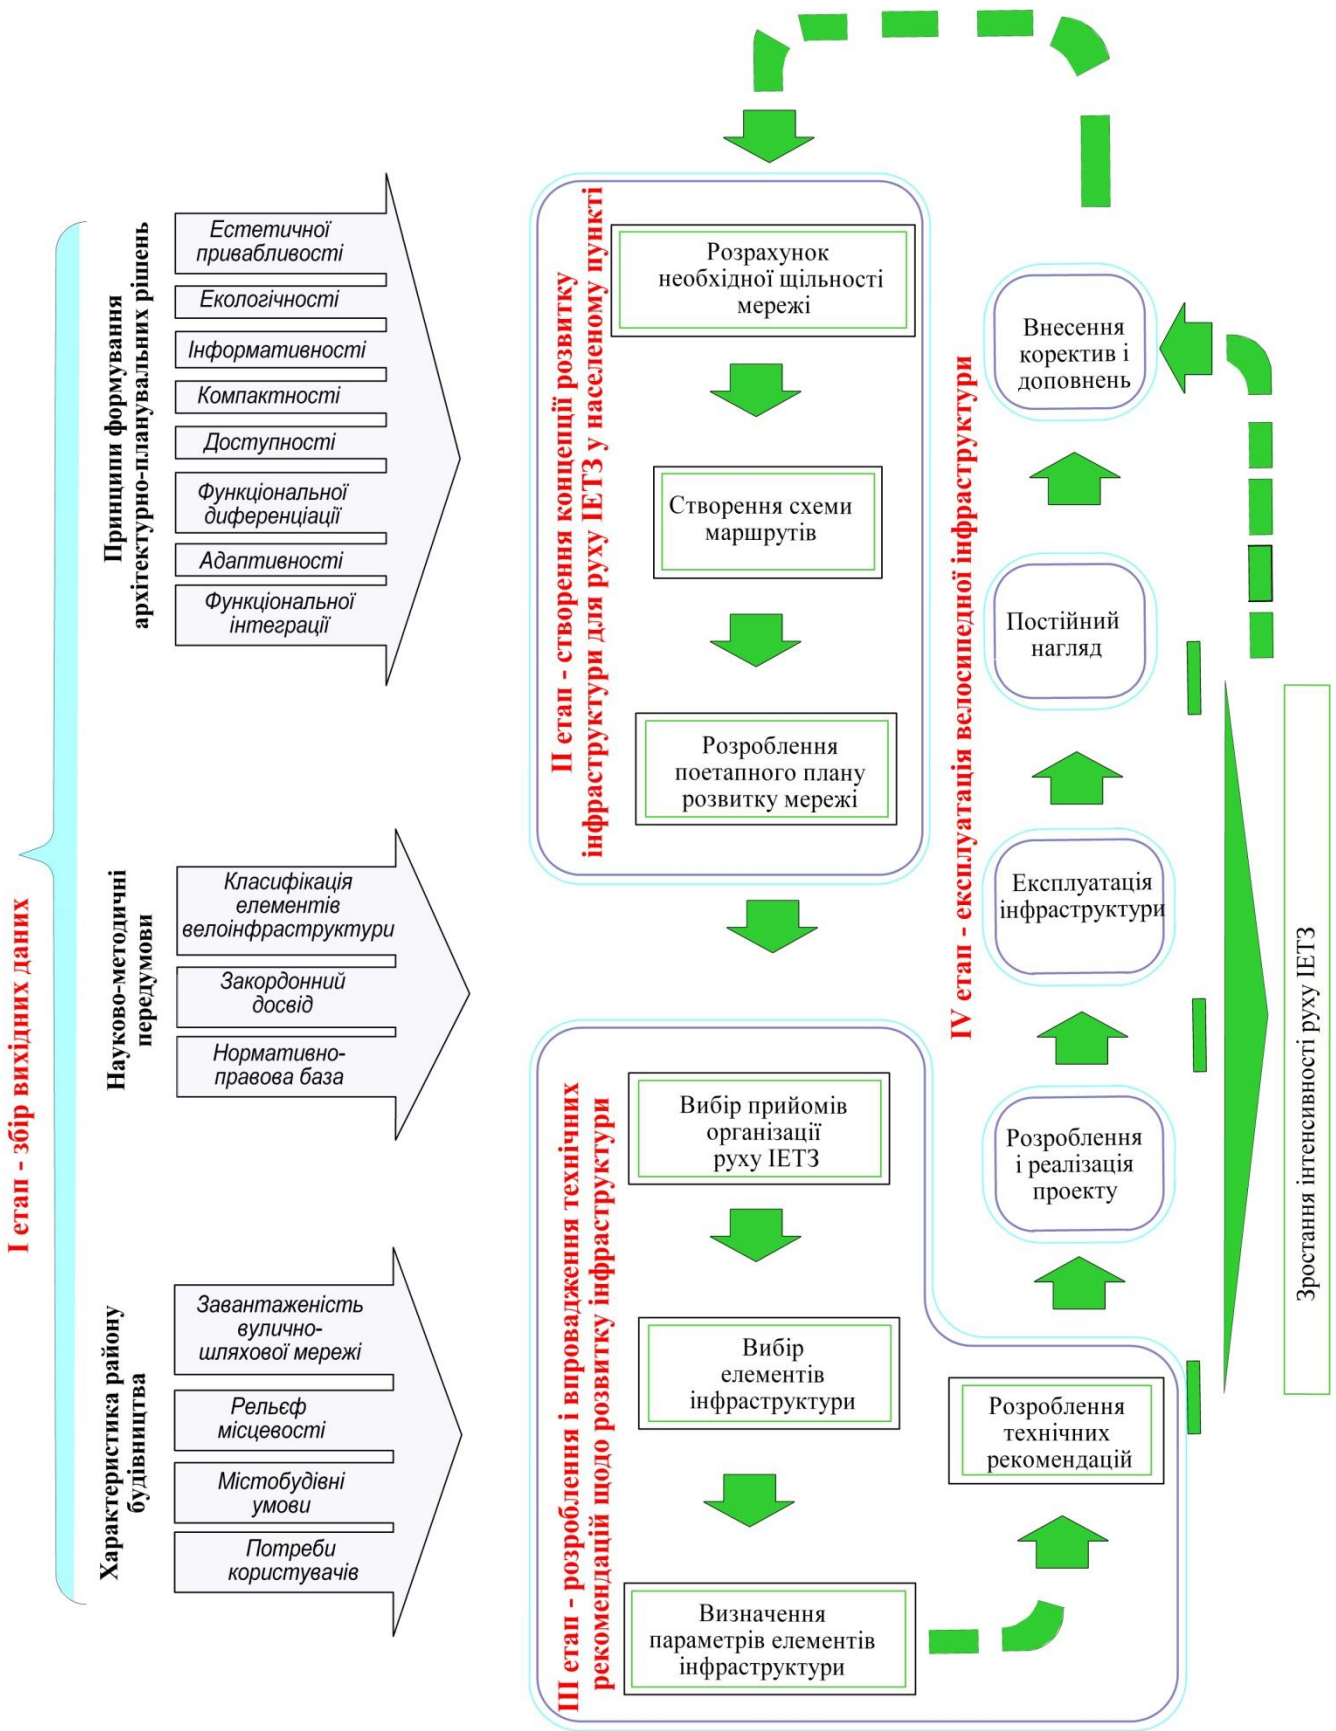 І етап - збір вихідних даних
Принципи формування
архітектурно-планувальних рішень
Естетичної
привабливості
Екологічності
Інформативності
Компактності
Доступності
Функціональної
диференціації
Адаптивності
Функціональної
інтеграції
Науково-методичні
передумови
Класифікація
елементів
велоінфраструктури
Закордонний
досвід
Нормативно-
правова база
Характеристика району
будівництва
Завантаженість
вулично-
шляхової мережі
Рельєф
місцевості
Містобудівні
умови
Потреби
користувачів
ІІ етап - створення концепції розвитку
інфраструктури для руху ІЕТЗ у населеному пункті
Розрахунок
необхідної щільності
мережі
Створення схеми
маршрутів
Розроблення
поетапного плану
розвитку мережі
ІІІ етап - розроблення і впровадження технічних
рекомендацій щодо розвитку інфраструктури
Вибір прийомів
організації
руху ІЕТЗ
Вибір
елементів
інфраструктури
Визначення
параметрів елементів
інфраструктури
Розроблення
технічних
рекомендацій
IV етап - експлуатація велосипедної інфраструктури
Розроблення
і реалізація
проекту
Експлуатація
інфраструктури
Постійний
нагляд
Внесення
коректив і
доповнень
Зростання інтенсивності руху ІЕТЗ